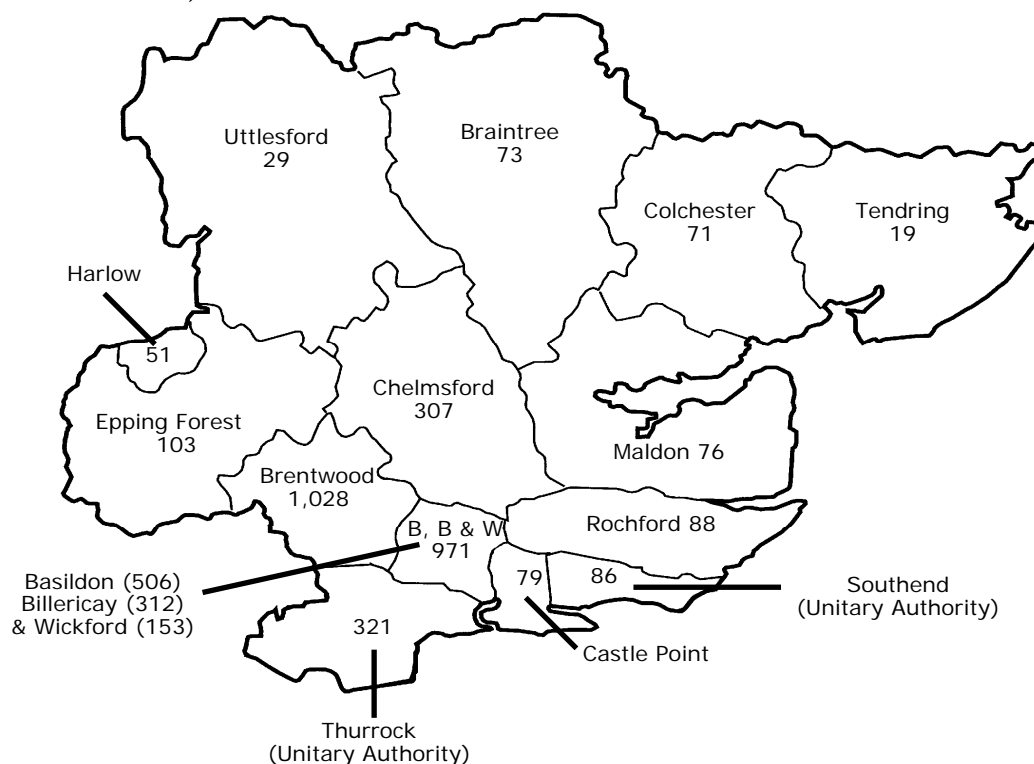 Uttlesford
29
Braintree
73
Colchester
71
Tendring
19
Harlow
51
Epping Forest
103
Chelmsford
307
Maldon 76
Brentwood
1,028
B, B & W
971
Rochford 88
79
86
Basildon (506)
Billericay (312)
& Wickford (153)
Southend
(Unitary Authority)
321
Castle Point
Thurrock
(Unitary Authority)